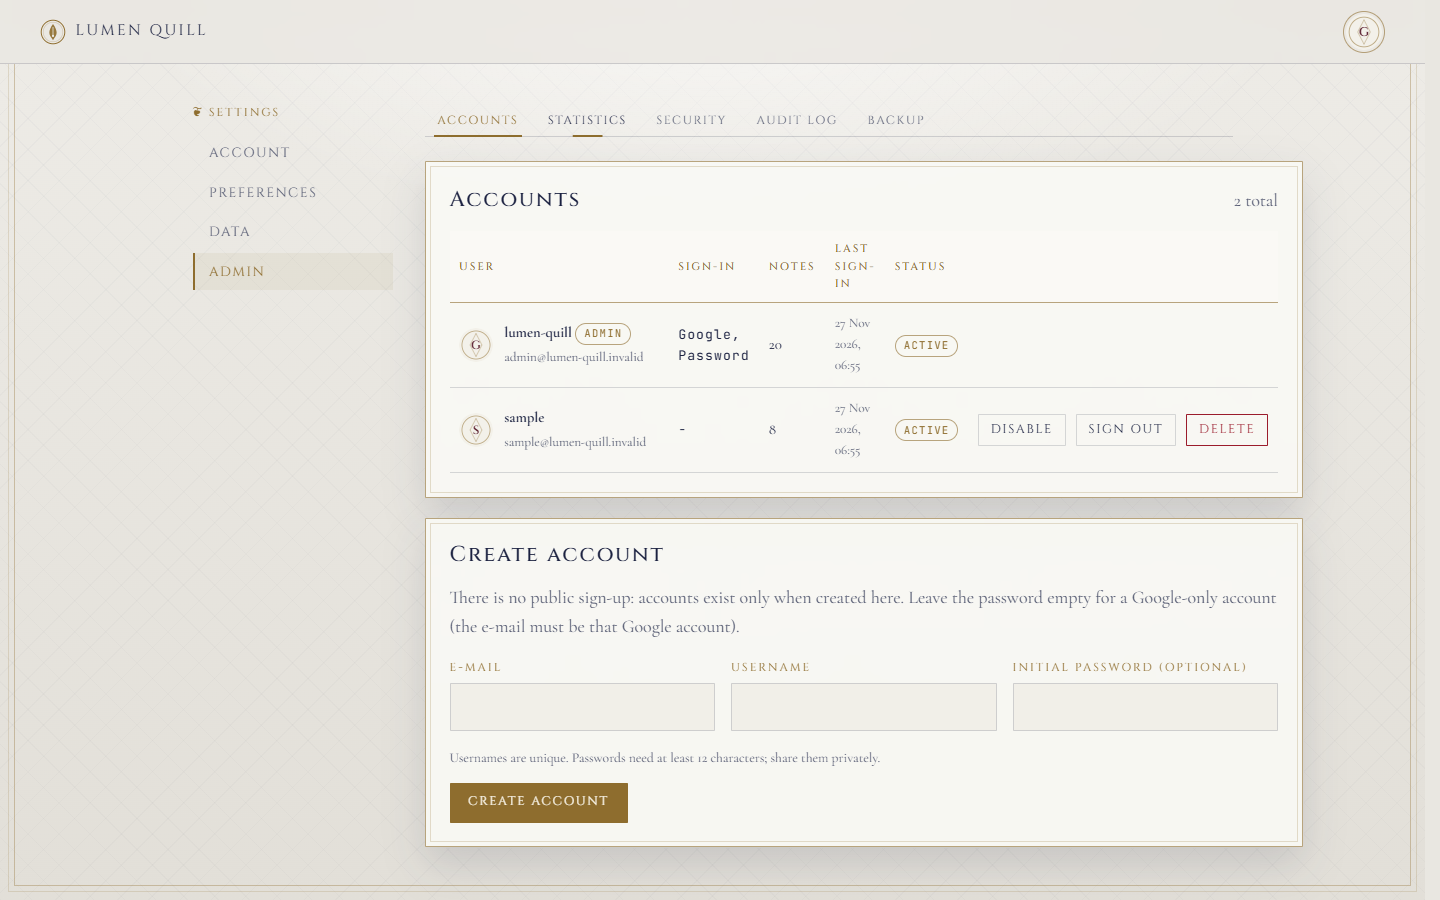 LUMEN QUILL
G
SETTINGS
ACCOUNT
PREFERENCES
DATA
ADMIN
ACCOUNTS STATISTICS SECURITY AUDIT LOG BACKUP
Accounts
2 total
USER SIGN-IN NOTES LAST SIGN-IN STATUS
G
lumen-quill ADMIN
admin@lumen-quill.invalid
Google,
Password
20
27 Nov
2026,
06:55
ACTIVE
S
sample
sample@lumen-quill.invalid
-
8
27 Nov
2026,
06:55
ACTIVE
DISABLE SIGN OUT DELETE
Create account
There is no public sign-up: accounts exist only when created here. Leave the password empty for a Google-only account
(the e-mail must be that Google account).
E-MAIL USERNAME INITIAL PASSWORD (OPTIONAL)
Usernames are unique. Passwords need at least 12 characters; share them privately.
CREATE ACCOUNT